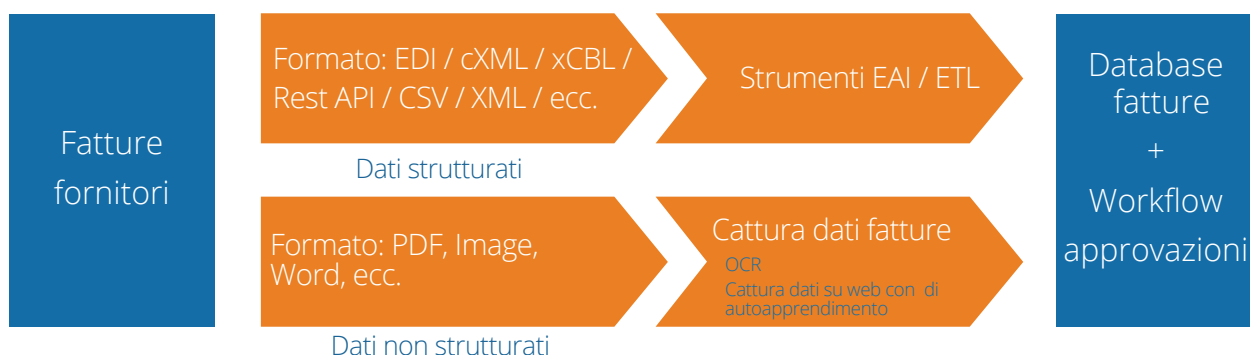 Fatture
fornitori
Formato: EDI / cXML / xCBL /
Rest API / CSV / XML / ecc.
Strumenti EAI / ETL
Dati strutturati
Formato: PDF, Image,
Word, ecc.
Cattura dati fatture
OCR
Cattura dati su web con  di
autoapprendimento
Dati non strutturati
Database
fatture
+
Workflow
approvazioni